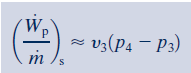 (Ẇp/ṁ)s ≈ v3(p4 − p3)